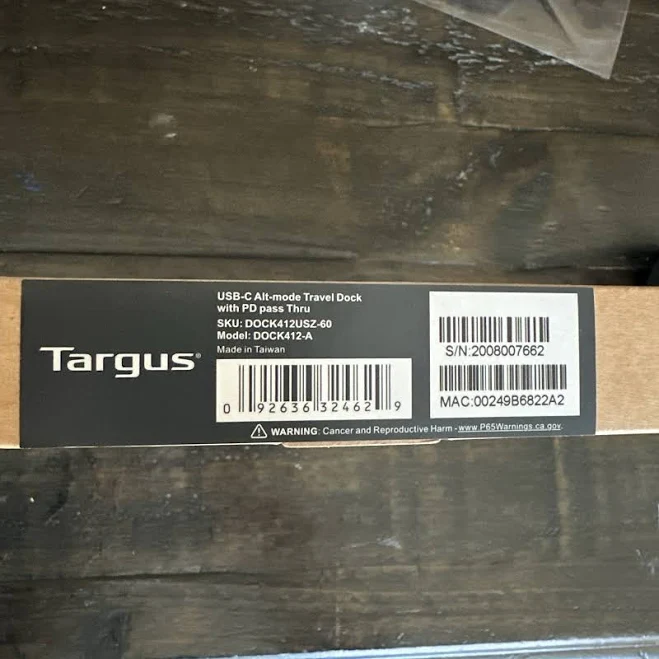 Targus®
USB-C Alt-mode Travel Dock
with PD pass Thru
SKU: DOCK412USZ-60
Model: DOCK412-A
Made in Taiwan
0 92636 32462 9
S/N:2008007662
MAC:00249B6822A2
WARNING: Cancer and Reproductive Harm - www.P65Warnings.ca.gov.